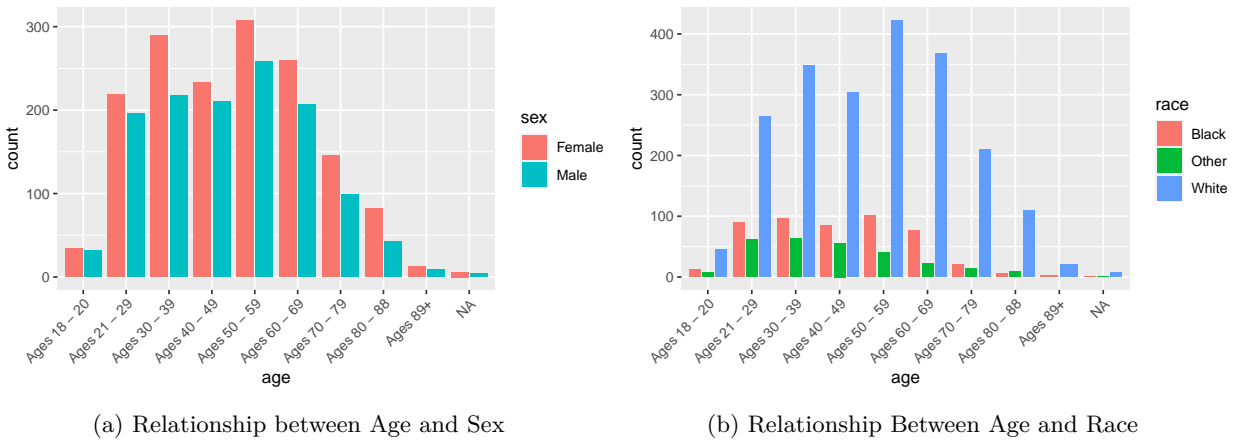 300
200
100
0
count
Ages 18 – 20
Ages 21 – 29
Ages 30 – 39
Ages 40 – 49
Ages 50 – 59
Ages 60 – 69
Ages 70 – 79
Ages 80 – 88
Ages 89+
NA
age
sex
Female
Male
(a) Relationship between Age and Sex
400
300
200
100
0
count
Ages 18 – 20
Ages 21 – 29
Ages 30 – 39
Ages 40 – 49
Ages 50 – 59
Ages 60 – 69
Ages 70 – 79
Ages 80 – 88
Ages 89+
NA
age
race
Black
Other
White
(b) Relationship Between Age and Race